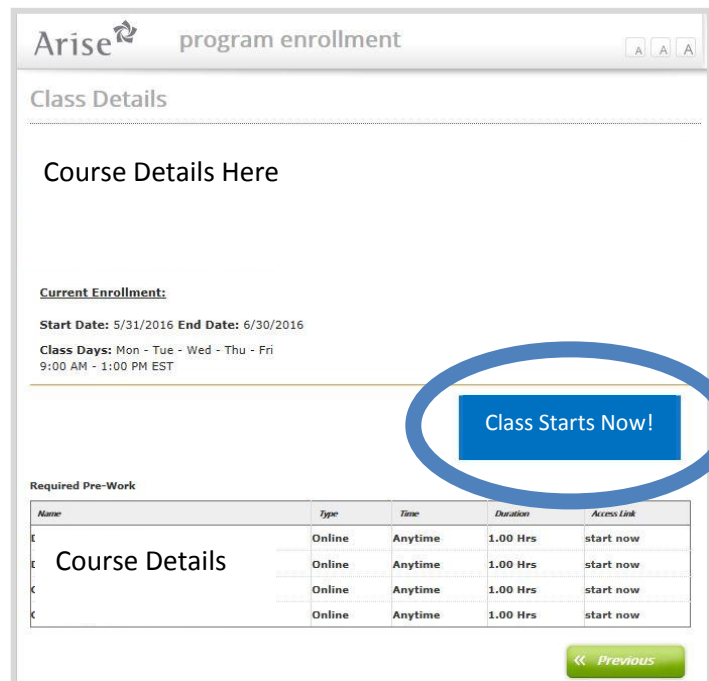 Arise program enrollment
A A A
Class Details
Course Details Here
Current Enrollment:
Start Date: 5/31/2016 End Date: 6/30/2016
Class Days: Mon - Tue - Wed - Thu - Fri
9:00 AM - 1:00 PM EST
Class Starts Now!
Required Pre-Work
Name Type Time Duration Access Link
Online Anytime 1.00 Hrs start now
Course Details
Online Anytime 1.00 Hrs start now
Online Anytime 1.00 Hrs start now
Online Anytime 1.00 Hrs start now
« Previous